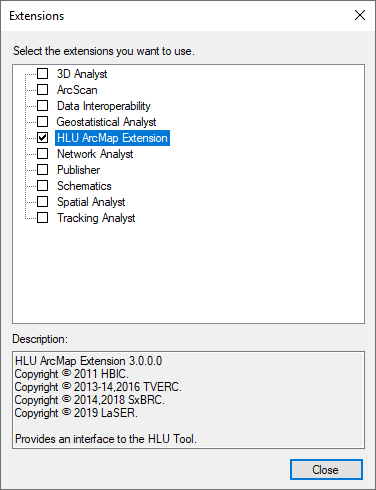 Extensions
Select the extensions you want to use.
3D Analyst
ArcScan
Data Interoperability
Geostatistical Analyst
HLU ArcMap Extension
Network Analyst
Publisher
Schematics
Spatial Analyst
Tracking Analyst
Description:
HLU ArcMap Extension 3.0.0.0
Copyright © 2011 HBIC.
Copyright © 2013-14,2016 TVERC.
Copyright © 2014,2018 SxBRC.
Copyright © 2019 LaSER.
Provides an interface to the HLU Tool.
Close